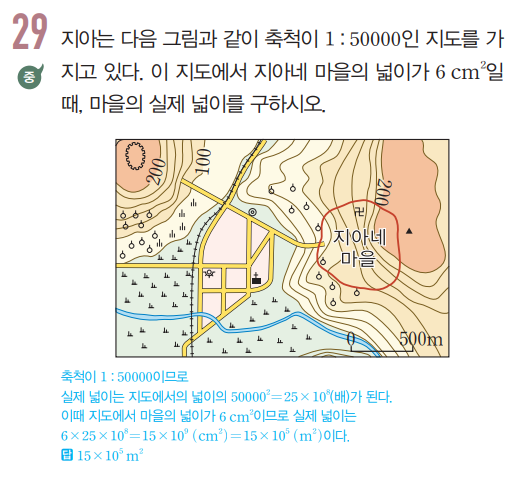 29 지아는 다음 그림과 같이 축척이 1 : 50000인 지도를 가
중 지고 있다. 이 지도에서 지아네 마을의 넓이가 6 cm²일
때, 마을의 실제 넓이를 구하시오.
200
100
200
卍
지아네
마을
0 500m
축척이 1 : 50000이므로
실제 넓이는 지도에서의 넓이의 50000²=25×10⁸(배)가 된다.
이때 지도에서 마을의 넓이가 6 cm²이므로 실제 넓이는
6×25×10⁸=15×10⁹ (cm²)=15×10⁵ (m²)이다.
답 15×10⁵ m²